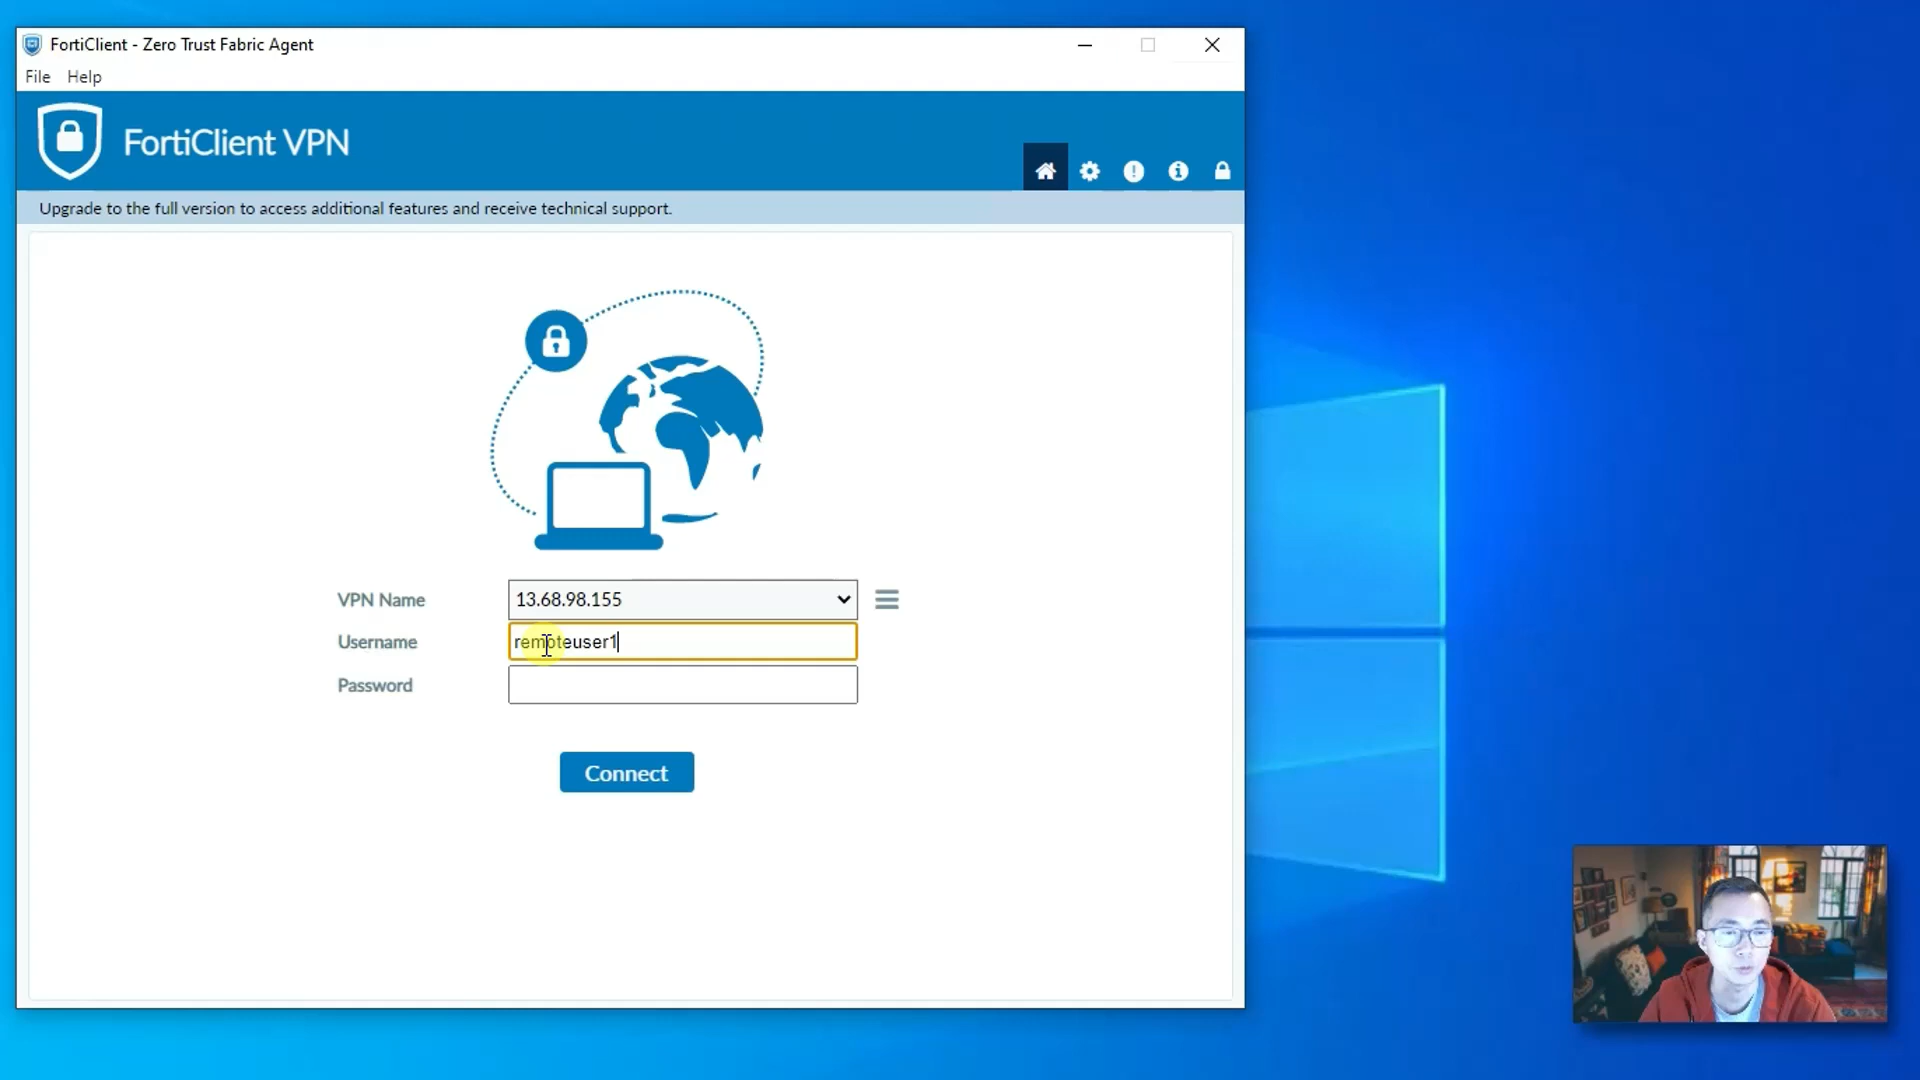 FortiClient - Zero Trust Fabric Agent
File Help
FortiClient VPN
Upgrade to the full version to access additional features and receive technical support.
VPN Name 13.68.98.155
Username remoteuser1
Password
Connect